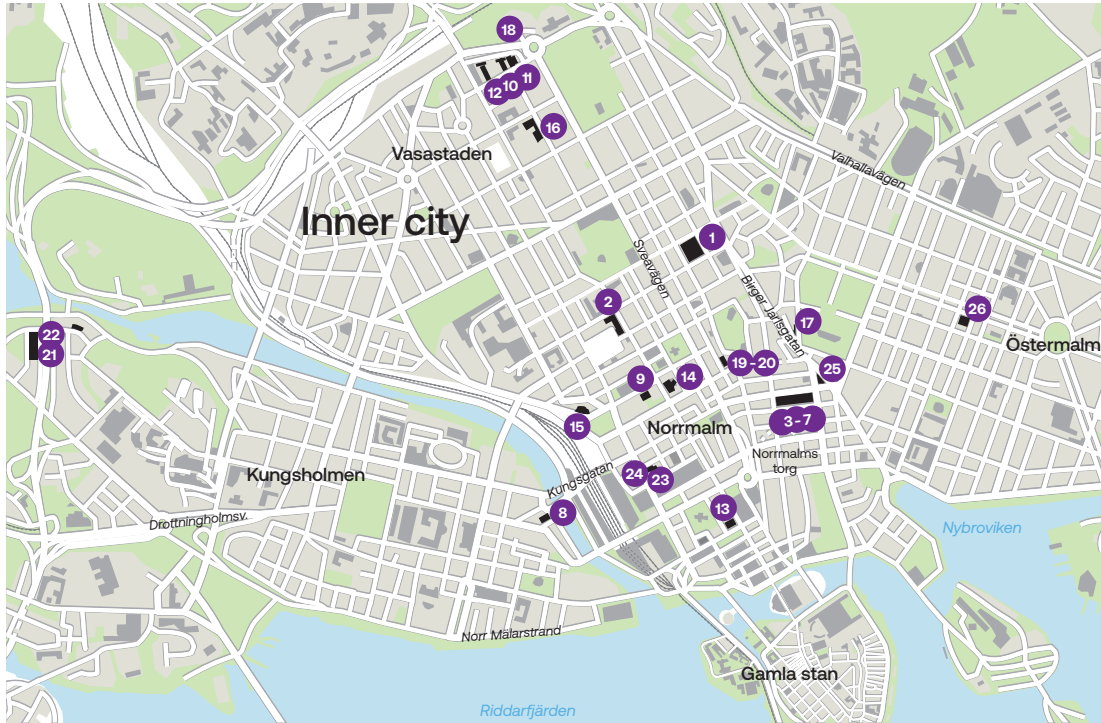 18
11
10
12
16
Vasastaden
Valhallavägen
Inner city
1
Sveavägen
Birger Jarlsgatan
2
17
26
22
21
Östermalm
19-20
25
9
14
3-7
15
Norrmalm
Norrmalms
torg
24
23
Kungsgatan
Kungsholmen
8
13
Drottningholmsv.
Nybroviken
Norr Mälarstrand
Gamla stan
Riddarfjärden